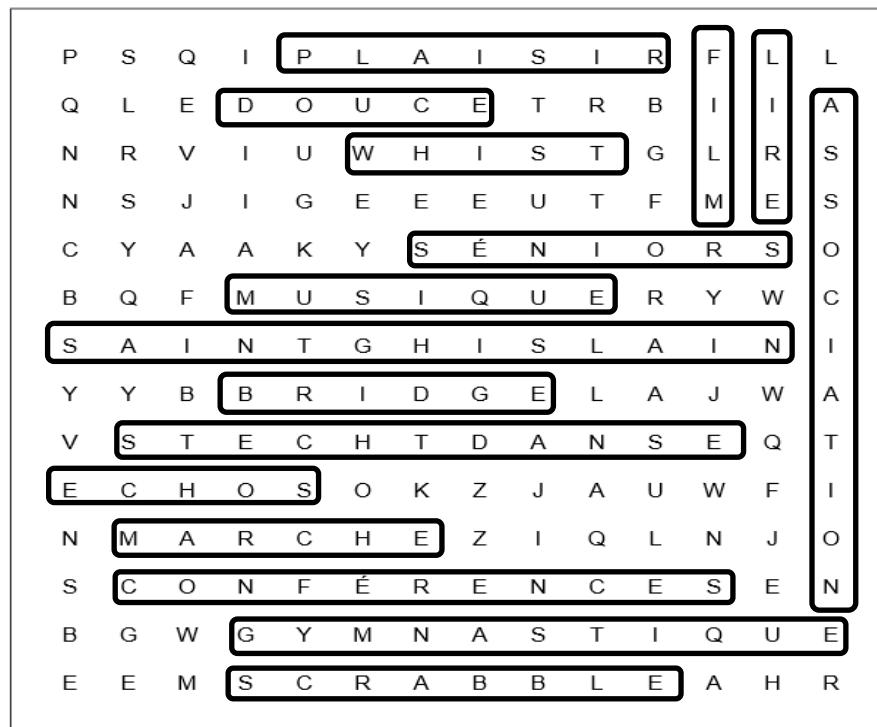 P S Q I P L A I S I R F L L
Q L E D O U C E T R B I I A
N R V I U W H I S T G L R S
N S J I G E E E U T F M E S
C Y A A K Y S É N I O R S O
B Q F M U S I Q U E R Y W C
S A I N T G H I S L A I N I
Y Y B B R I D G E L A J W A
V S T E C H T D A N S E Q T
E C H O S O K Z J A U W F I
N M A R C H E Z I Q L N J O
S C O N F É R E N C E S E N
B G W G Y M N A S T I Q U E
E E M S C R A B B L E A H R